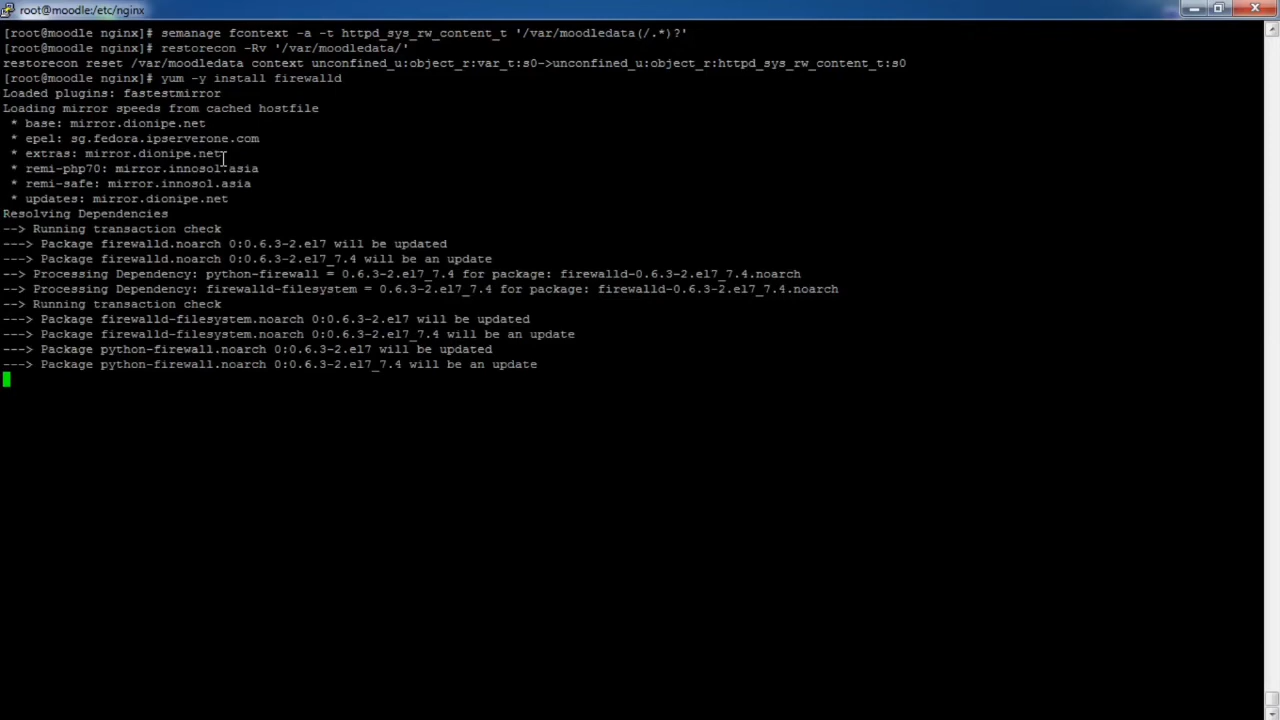 root@moodle:/etc/nginx
[root@moodle nginx]# semanage fcontext -a -t httpd_sys_rw_content_t '/var/moodledata(/.*)?'
[root@moodle nginx]# restorecon -Rv '/var/moodledata/'
restorecon reset /var/moodledata context unconfined_u:object_r:var_t:s0->unconfined_u:object_r:httpd_sys_rw_content_t:s0
[root@moodle nginx]# yum -y install firewalld
Loaded plugins: fastestmirror
Loading mirror speeds from cached hostfile
 * base: mirror.dionipe.net
 * epel: sg.fedora.ipserverone.com
 * extras: mirror.dionipe.net
 * remi-php70: mirror.innosol.asia
 * remi-safe: mirror.innosol.asia
 * updates: mirror.dionipe.net
Resolving Dependencies
--> Running transaction check
---> Package firewalld.noarch 0:0.6.3-2.el7 will be updated
---> Package firewalld.noarch 0:0.6.3-2.el7_7.4 will be an update
--> Processing Dependency: python-firewall = 0.6.3-2.el7_7.4 for package: firewalld-0.6.3-2.el7_7.4.noarch
--> Processing Dependency: firewalld-filesystem = 0.6.3-2.el7_7.4 for package: firewalld-0.6.3-2.el7_7.4.noarch
--> Running transaction check
---> Package firewalld-filesystem.noarch 0:0.6.3-2.el7 will be updated
---> Package firewalld-filesystem.noarch 0:0.6.3-2.el7_7.4 will be an update
---> Package python-firewall.noarch 0:0.6.3-2.el7 will be updated
---> Package python-firewall.noarch 0:0.6.3-2.el7_7.4 will be an update